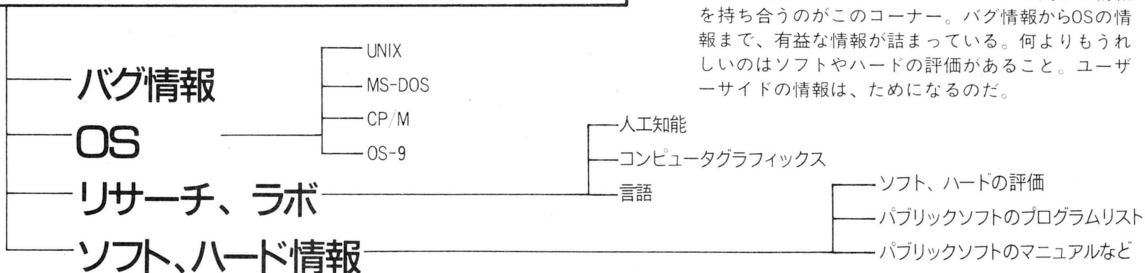 を持ち合うのがこのコーナー。バグ情報からOSの情
報まで、有益な情報が詰まっている。何よりもうれ
しいのはソフトやハードの評価があること。ユーザ
ーサイドの情報は、ためになるのだ。
バグ情報
OS
UNIX
MS-DOS
CP/M
OS-9
リサーチ、ラボ
人工知能
コンピュータグラフィックス
言語
ソフト、ハード情報
ソフト、ハードの評価
パブリックソフトのプログラムリスト
パブリックソフトのマニュアルなど